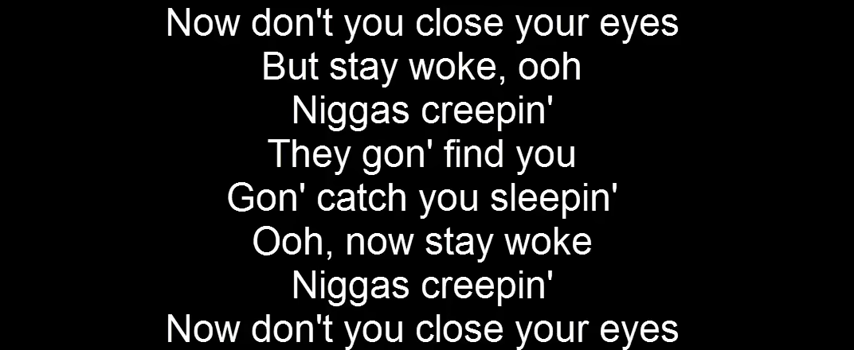 Now don't you close your eyes
But stay woke, ooh
Niggas creepin'
They gon' find you
Gon' catch you sleepin'
Ooh, now stay woke
Niggas creepin'
Now don't you close your eyes